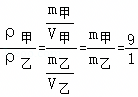 ρ甲/ρ乙 = (m甲/V甲)/(m乙/V乙) = m甲/m乙 = 9/1